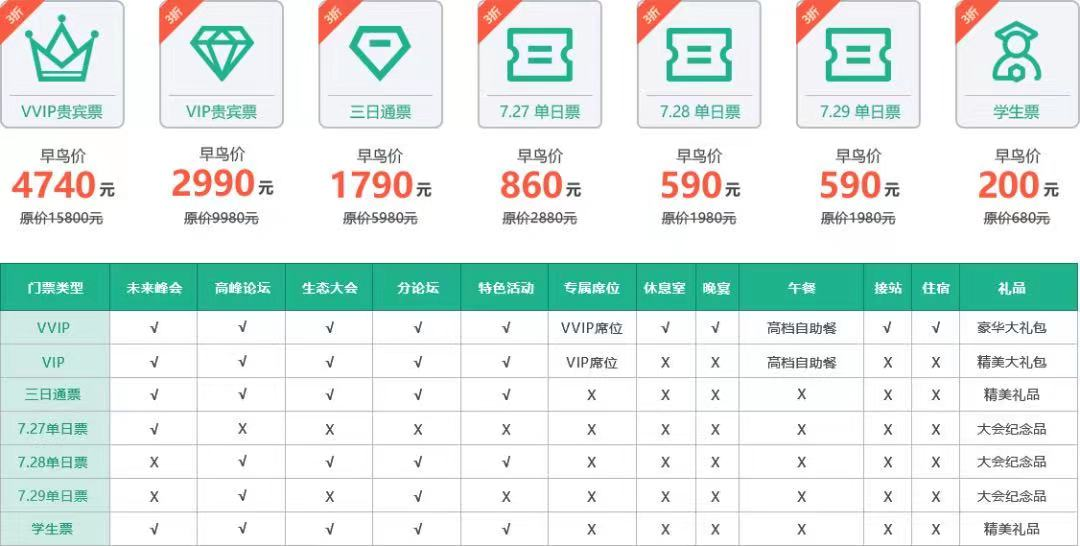 3折 3折 3折 3折 3折 3折 3折
VVIP贵宾票 VIP贵宾票 三日通票 7.27 单日票 7.28 单日票 7.29 单日票 学生票
早鸟价 早鸟价 早鸟价 早鸟价 早鸟价 早鸟价 早鸟价
4740元 2990元 1790元 860元 590元 590元 200元
原价15800元 原价9980元 原价5980元 原价2880元 原价1980元 原价1980元 原价680元
门票类型 未来峰会 高峰论坛 生态大会 分论坛 特色活动 专属席位 休息室 晚宴 午餐 接站 住宿 礼品
VVIP √ √ √ √ √ VVIP席位 √ √ 高档自助餐 √ √ 豪华大礼包
VIP √ √ √ √ √ VIP席位 X X 高档自助餐 X X 精美大礼包
三日通票 √ √ √ √ √ X X X X X X 精美礼品
7.27单日票 √ X X X X X X X X X X 大会纪念品
7.28单日票 X √ √ √ √ X X X X X X 大会纪念品
7.29单日票 X √ X √ X X X X X X X 大会纪念品
学生票 √ √ √ √ √ X X X X X X 精美礼品